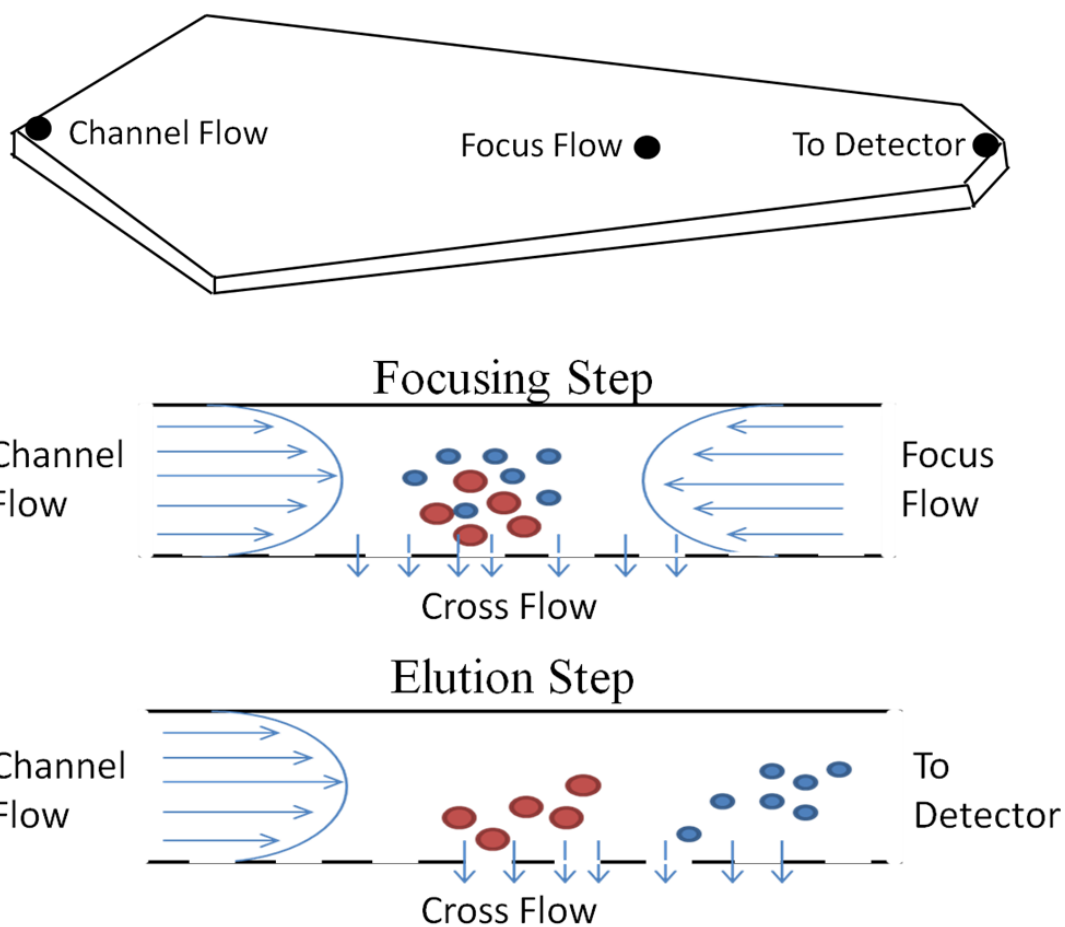 Channel Flow
Focus Flow
To Detector
Focusing Step
Channel
Flow
Focus
Flow
Cross Flow
Elution Step
Channel
Flow
To
Detector
Cross Flow